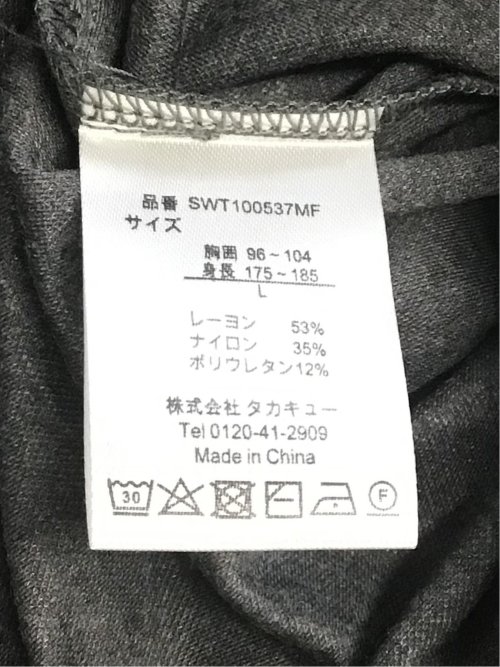 品番 SWT100537MF
サイズ
胸囲 96~104
身長 175~185
L
レーヨン 53%
ナイロン 35%
ポリウレタン12%
株式会社 タカキュー
Tel 0120-41-2909
Made in China
30 F